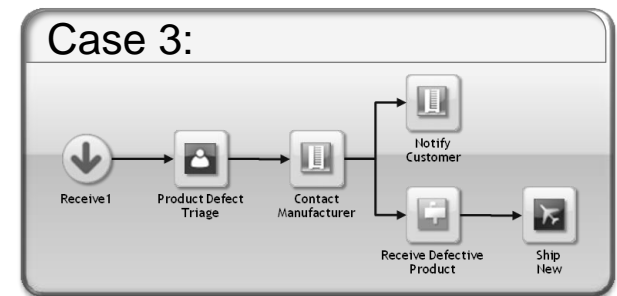 Case 3:
Notify
Customer
Receive1
Product Defect
Triage
Contact
Manufacturer
Receive Defective
Product
Ship
New